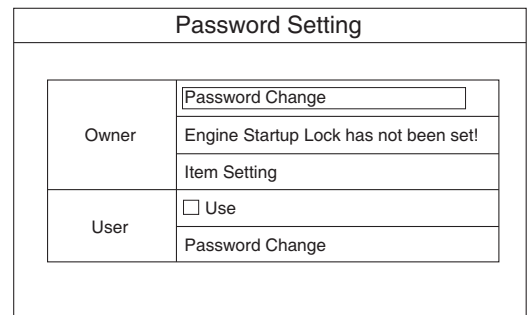 Password Setting
Owner
Password Change
Engine Startup Lock has not been set!
Item Setting
User
Use
Password Change